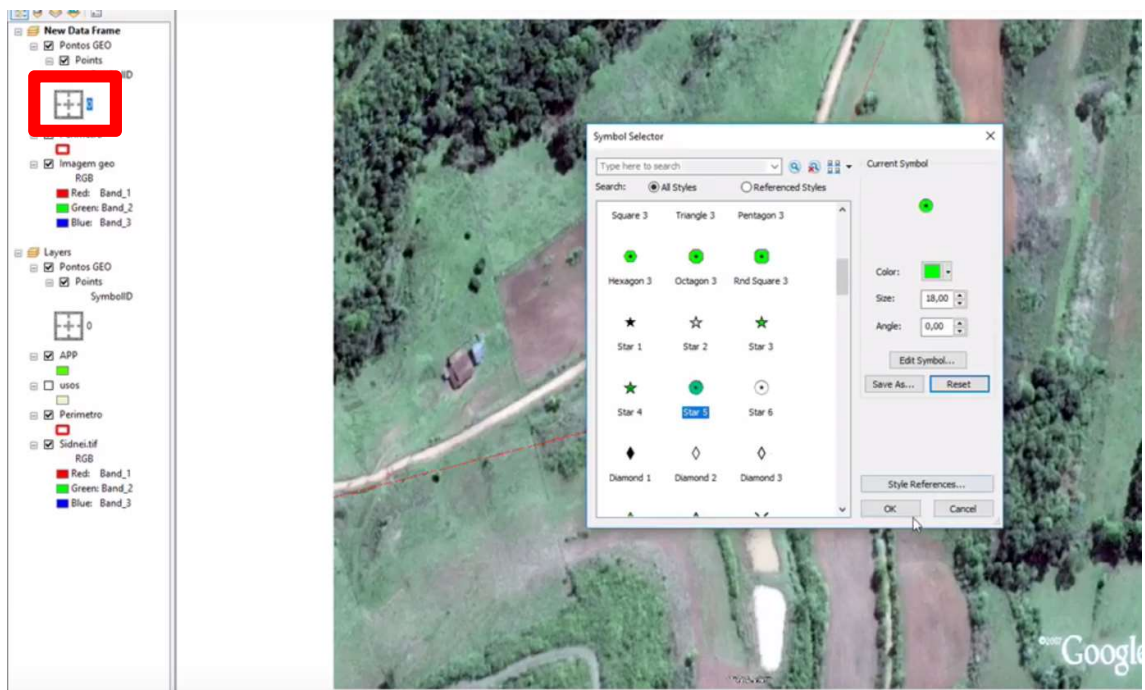 New Data Frame
Pontos GEO
Points
ID
0
Imagem geo
RGB
Red: Band_1
Green: Band_2
Blue: Band_3
Layers
Pontos GEO
Points
SymbolID
0
APP
usos
Perimetro
Sidnei.tif
RGB
Red: Band_1
Green: Band_2
Blue: Band_3
Symbol Selector
Type here to search
Search: All Styles Referenced Styles
Square 3 Triangle 3 Pentagon 3
Hexagon 3 Octagon 3 Rnd Square 3
Star 1 Star 2 Star 3
Star 4 Star 5 Star 6
Diamond 1 Diamond 2 Diamond 3
Current Symbol
Color:
Size: 18,00
Angle: 0,00
Edit Symbol...
Save As... Reset
Style References...
OK Cancel
Google